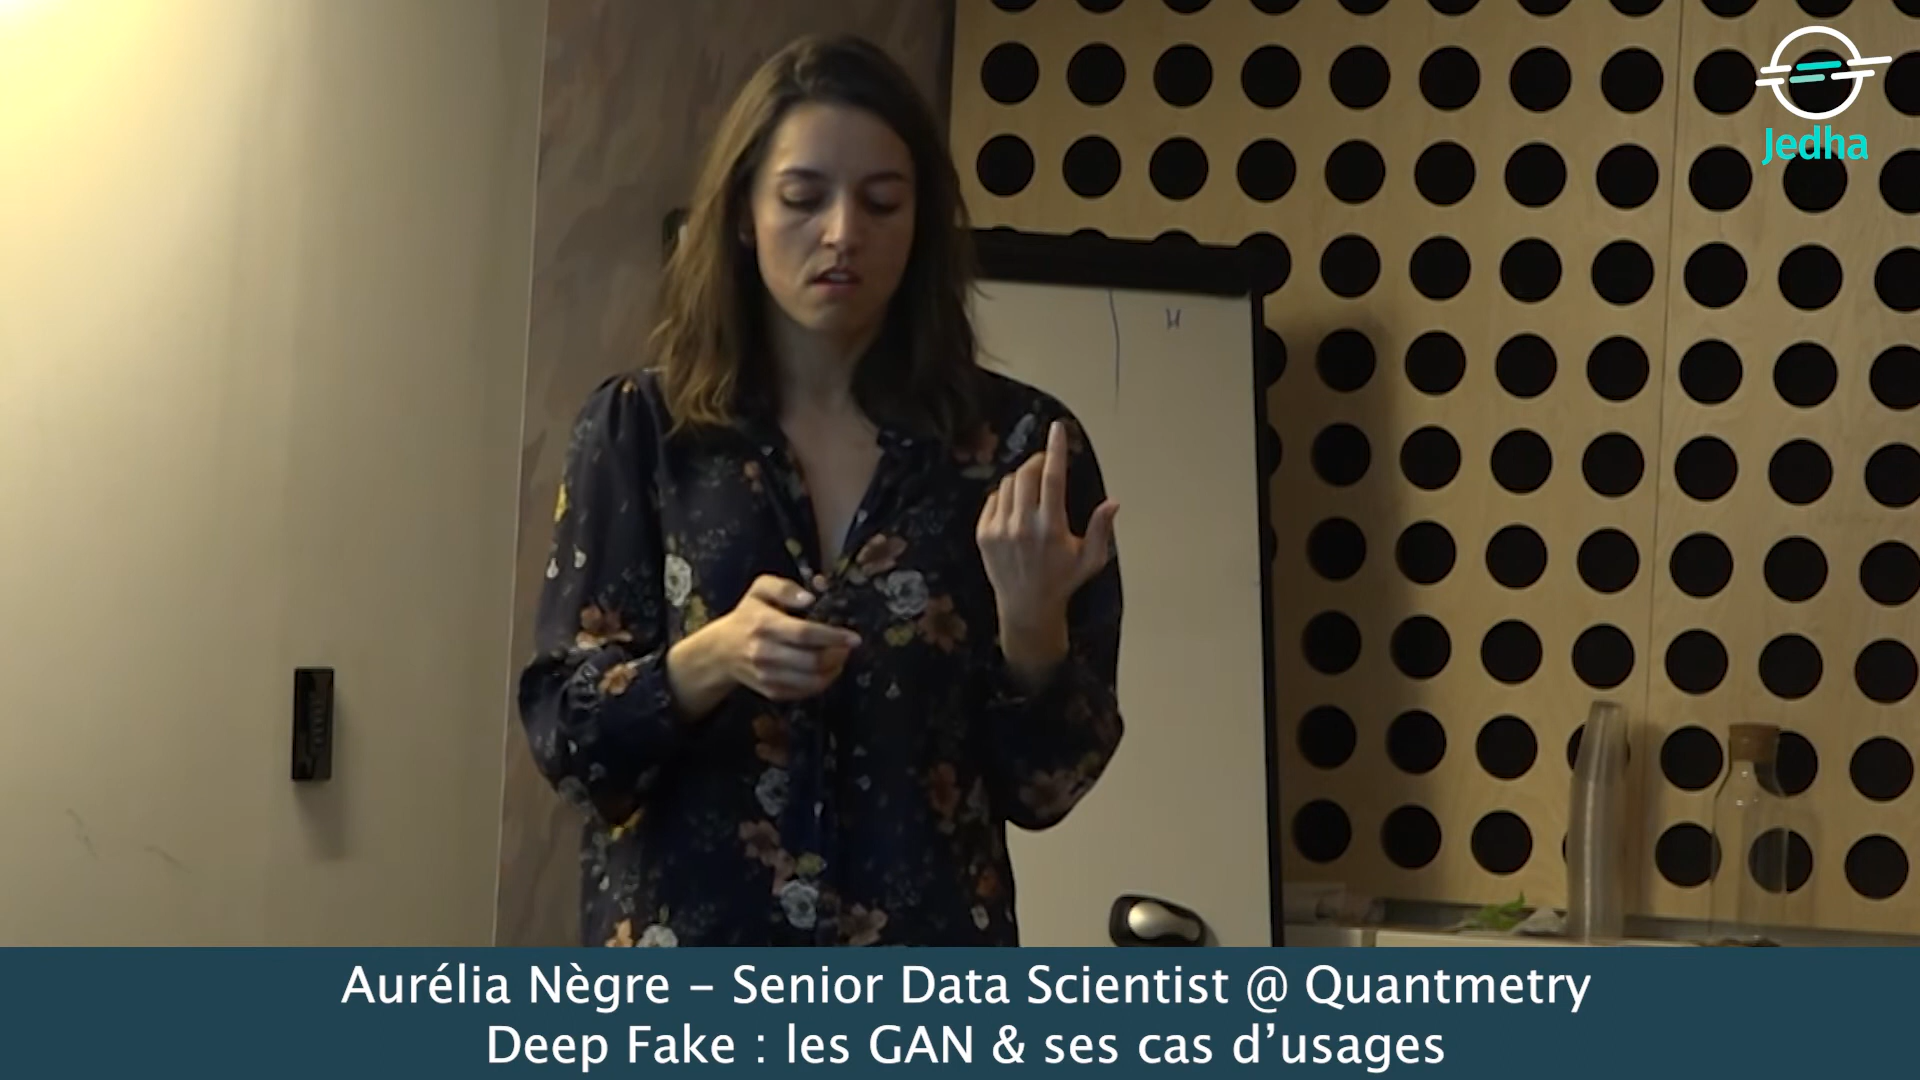 Jedha
Aurélia Nègre – Senior Data Scientist @ Quantmetry
Deep Fake : les GAN & ses cas d’usages